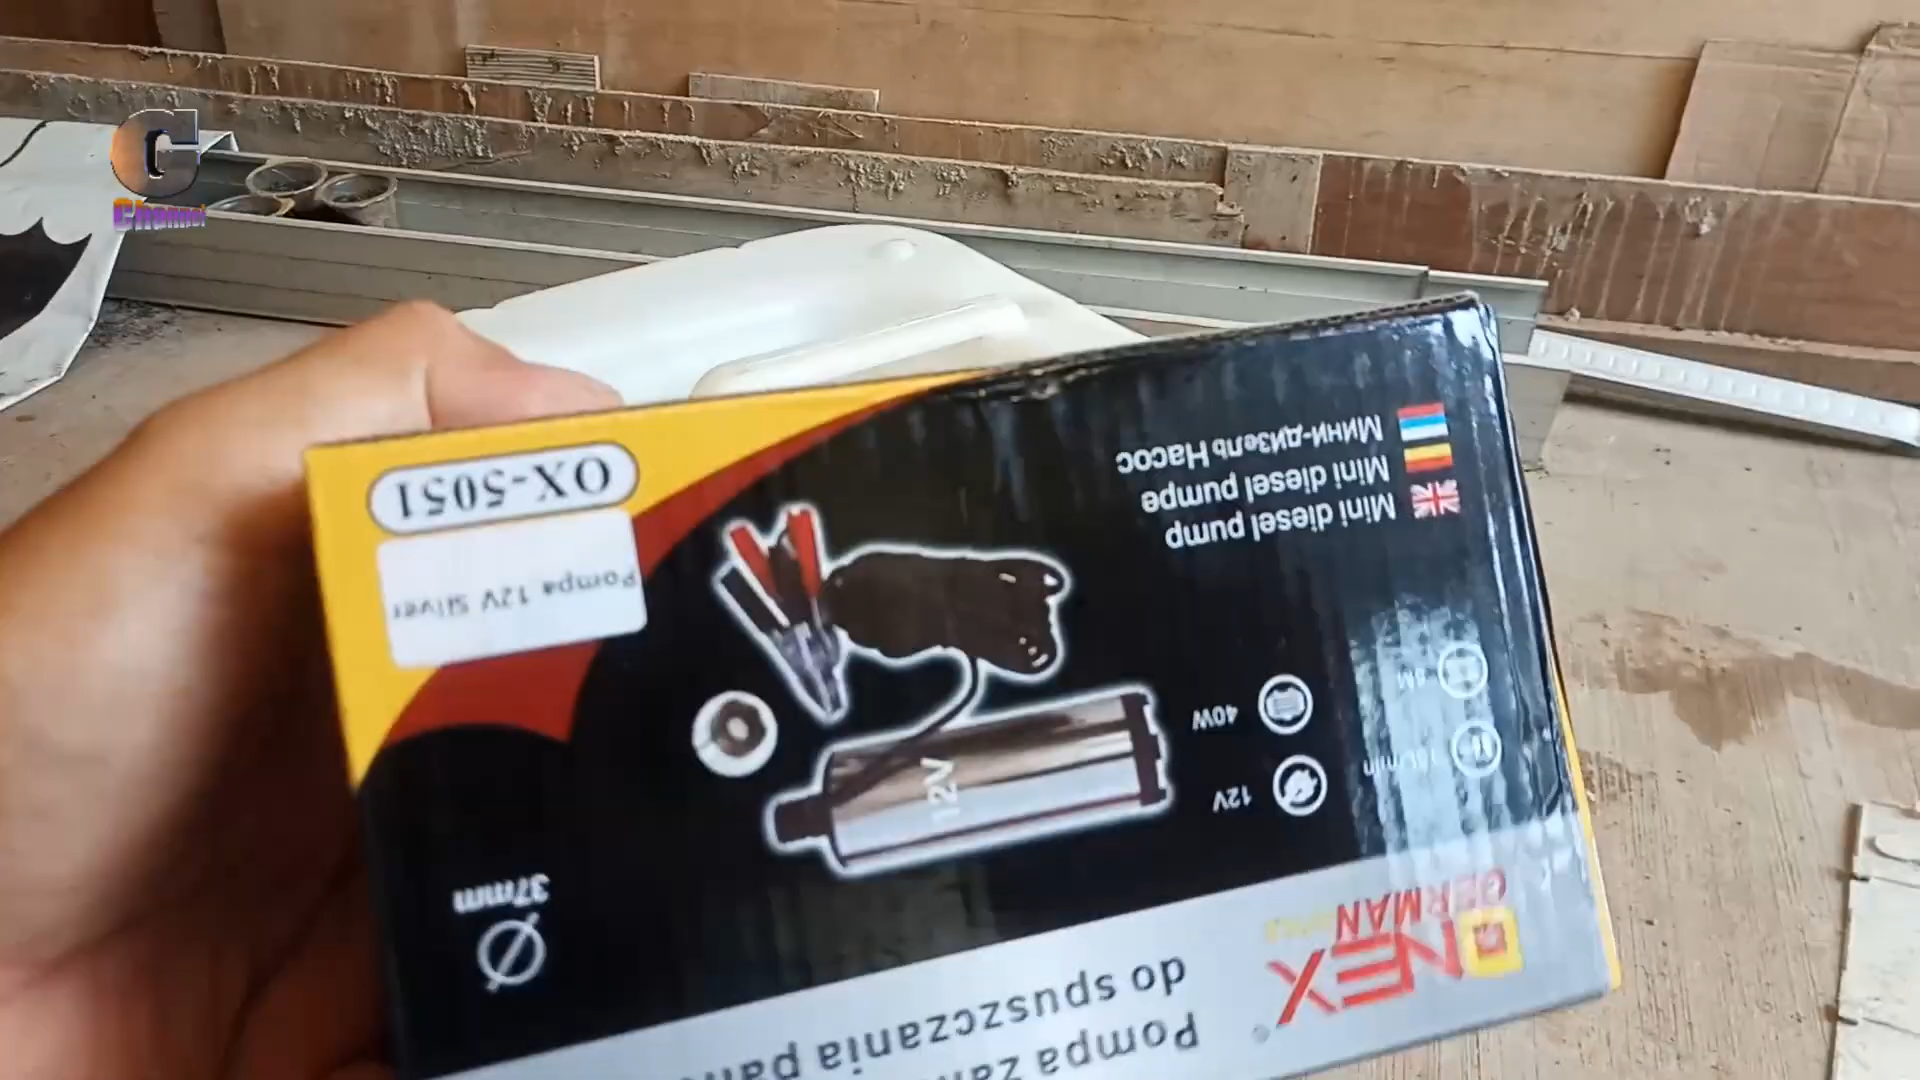 C
Channel
Pompa
do spuszczania
ONEX
GERMAN
12V
40W
12V
37mm
Mini diesel pump
Mini diesel pumpe
Мини-дизель Насос
Pompa 12V Silver
OX-5051